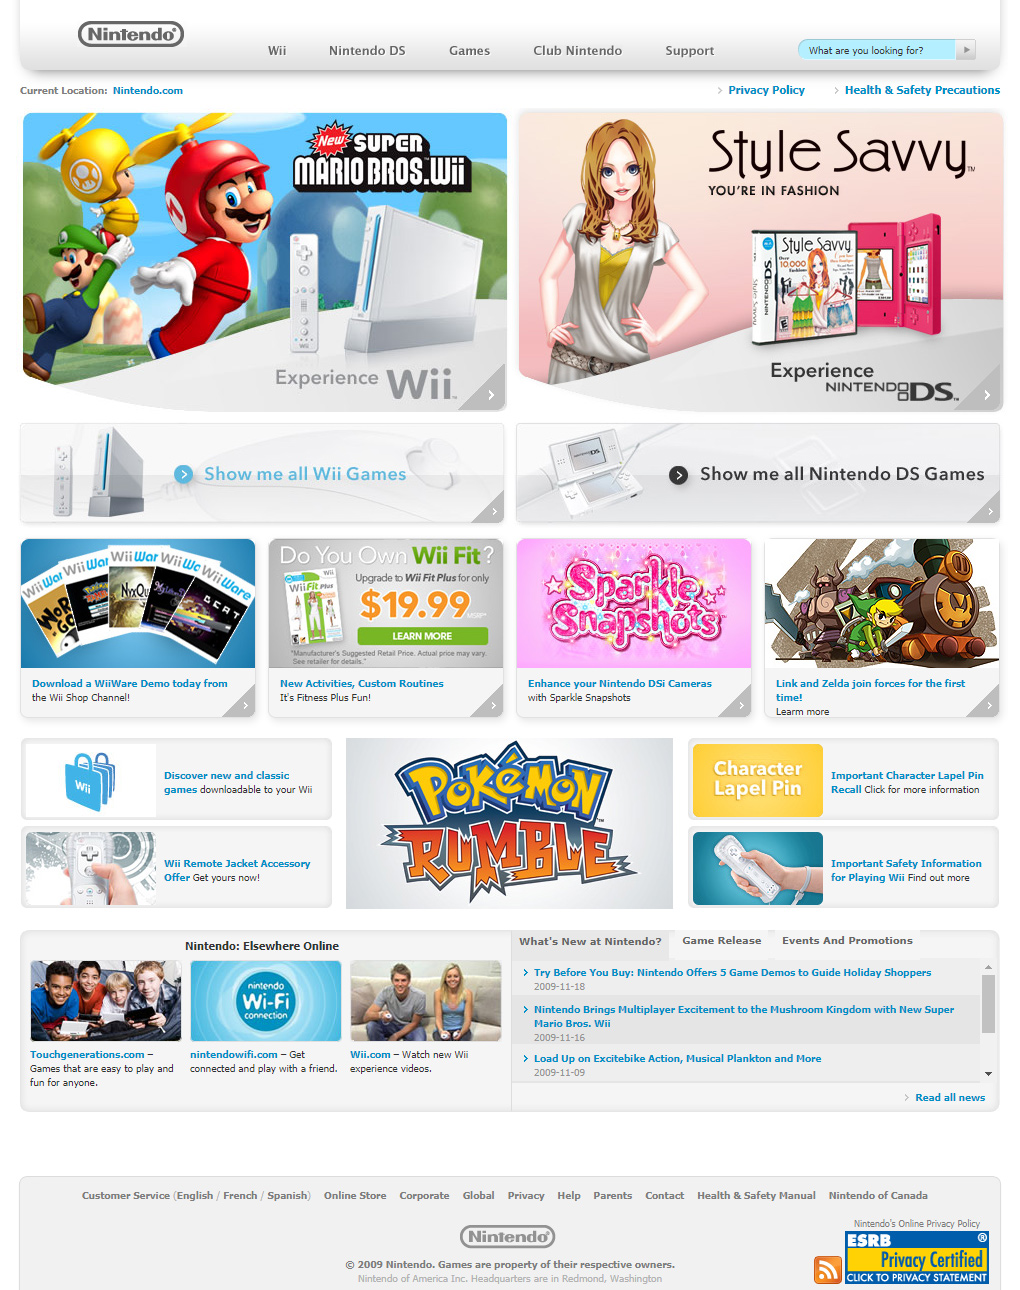 Nintendo®
Wii
Nintendo DS
Games
Club Nintendo
Support
What are you looking for?
Current Location: Nintendo.com
Privacy Policy
Health & Safety Precautions
New SUPER
MARIO BROS. Wii
Experience Wii™
Style Savvy™
YOU'RE IN FASHION
Style Savvy
Over
10,000
Fashions
NINTENDO DS
Style Savvy
E
Experience
NINTENDO DS™
Show me all Wii Games
Show me all Nintendo DS Games
WiiWare
Download a WiiWare Demo today from
the Wii Shop Channel!
Do You Own Wii Fit?
Upgrade to Wii Fit Plus for only
$19.99 MSRP*
LEARN MORE
*Manufacturer's Suggested Retail Price. Actual price may vary.
See retailer for details.
Wii
Wii Fit Plus
New Activities, Custom Routines
It's Fitness Plus Fun!
Sparkle
Snapshots
Enhance your Nintendo DSi Cameras
with Sparkle Snapshots
Link and Zelda join forces for the first
time!
Learm more
Wii
Discover new and classic
games downloadable to your Wii
Wii Remote Jacket Accessory
Offer Get yours now!
POKéMON™
RUMBLE
Character
Lapel Pin
Important Character Lapel Pin
Recall Click for more information
Important Safety Information
for Playing Wii Find out more
Nintendo: Elsewhere Online
Touchgenerations.com –
Games that are easy to play and
fun for anyone.
nintendo
Wi-Fi
connection
nintendowifi.com – Get
connected and play with a friend.
Wii.com – Watch new Wii
experience videos.
What's New at Nintendo?
Game Release
Events And Promotions
Try Before You Buy: Nintendo Offers 5 Game Demos to Guide Holiday Shoppers
2009-11-18
Nintendo Brings Multiplayer Excitement to the Mushroom Kingdom with New Super
Mario Bros. Wii
2009-11-16
Load Up on Excitebike Action, Musical Plankton and More
2009-11-09
Read all news
Customer Service (English / French / Spanish) Online Store Corporate Global Privacy Help Parents Contact Health & Safety Manual Nintendo of Canada
Nintendo's Online Privacy Policy
Nintendo®
ESRB ®
Privacy Certified
CLICK TO PRIVACY STATEMENT
© 2009 Nintendo. Games are property of their respective owners.
Nintendo of America Inc. Headquarters are in Redmond, Washington